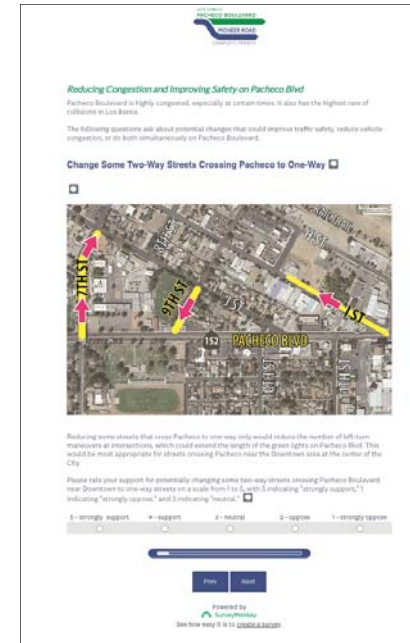 PACHECO BOULEVARD
PIONEER ROAD
Reducing Congestion and Improving Safety on Pacheco Blvd
Pacheco Boulevard is highly congested, especially at certain times. It also has the highest rate of
collisions in Los Banos.
The following questions ask about potential changes that could improve traffic safety, reduce vehicle
congestion, or do both simultaneously on Pacheco Boulevard.
Change Some Two-Way Streets Crossing Pacheco to One-Way
8TH ST
H ST
7TH ST
9TH ST
I ST
I ST
152
PACHECO BLVD
11TH ST
Reducing some streets that cross Pacheco to one-way only would reduce the number of left-turn
maneuvers at intersections, which could extend the length of the green lights on Pacheco Blvd. This
would be most appropriate for streets crossing Pacheco near the Downtown area at the center of the
City.
Please rate your support for potentially changing some two-way streets crossing Pacheco Boulevard
near Downtown to one-way streets on a scale from 1 to 5, with 5 indicating "strongly support," 1
indicating "strongly oppose," and 3 indicating "neutral."
5 - strongly support
4 - support
3 - neutral
2 - oppose
1 - strongly oppose
Prev
Next
Powered by
SurveyMonkey
See how easy it is to create a survey.